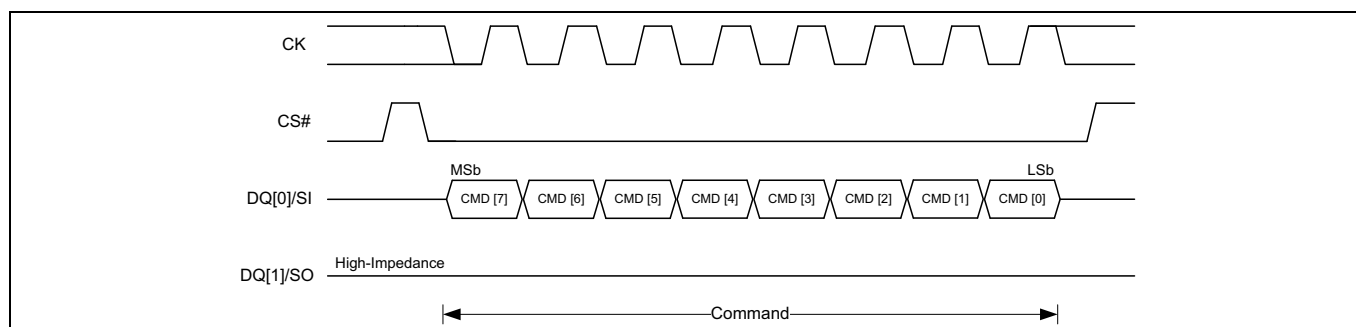 CK
CS#
MSb LSb
DQ[0]/SI CMD [7] CMD [6] CMD [5] CMD [4] CMD [3] CMD [2] CMD [1] CMD [0]
High-Impedance
DQ[1]/SO
Command